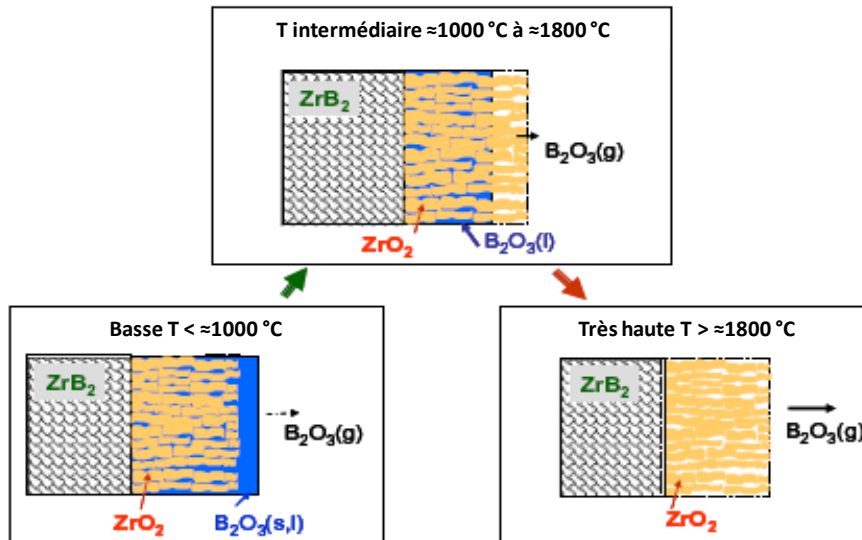 T intermédiaire ≈1000 °C à ≈1800 °C
ZrB₂
B₂O₃(g)
ZrO₂
B₂O₃(l)
Basse T < ≈1000 °C
ZrB₂
B₂O₃(g)
ZrO₂
B₂O₃(s,l)
Très haute T > ≈1800 °C
ZrB₂
B₂O₃(g)
ZrO₂